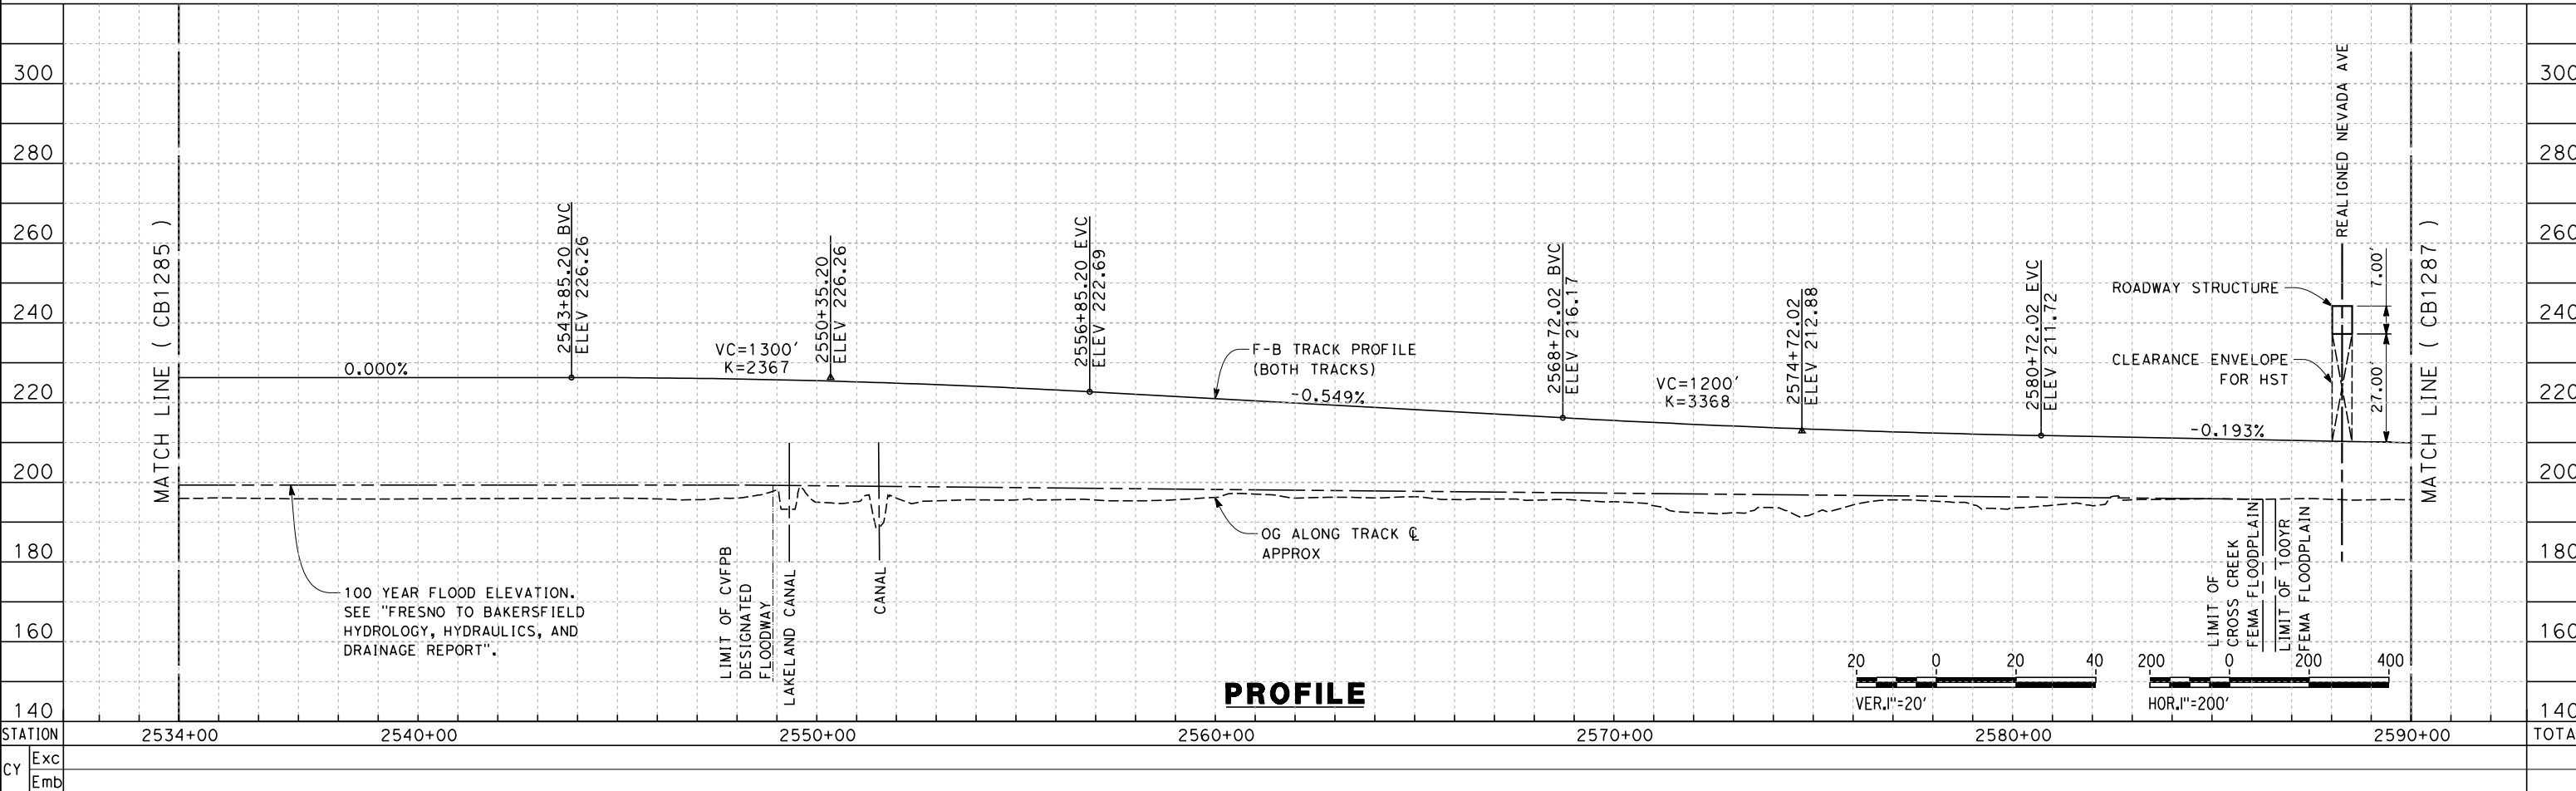 300
280
260
240
220
200
180
160
140
MATCH LINE ( CB1285 )
0.000%
2543+85.20 BVC
ELEV 226.26
VC=1300'
K=2367
2550+35.20
ELEV 226.26
2556+85.20 EVC
ELEV 222.69
F-B TRACK PROFILE
(BOTH TRACKS)
-0.549%
2568+72.02 BVC
ELEV 216.17
VC=1200'
K=3368
2574+72.02
ELEV 212.88
2580+72.02 EVC
ELEV 211.72
-0.193%
REALIGNED NEVADA AVE
ROADWAY STRUCTURE
CLEARANCE ENVELOPE
FOR HST
7.00'
27.00'
MATCH LINE ( CB1287 )
300
280
260
240
220
200
180
160
140
100 YEAR FLOOD ELEVATION.
SEE "FRESNO TO BAKERSFIELD
HYDROLOGY, HYDRAULICS, AND
DRAINAGE REPORT".
LIMIT OF CVFPB
DESIGNATED
FLOODWAY
LAKELAND CANAL
CANAL
OG ALONG TRACK ℄
APPROX
LIMIT OF
CROSS CREEK
FEMA FLOODPLAIN
LIMIT OF 100YR
FEMA FLOODPLAIN
PROFILE
20 0 20 40
VER.1"=20'
200 0 200 400
HOR.1"=200'
STATION 2534+00 2540+00 2550+00 2560+00 2570+00 2580+00 2590+00 TOTA
CY
Exc
Emb